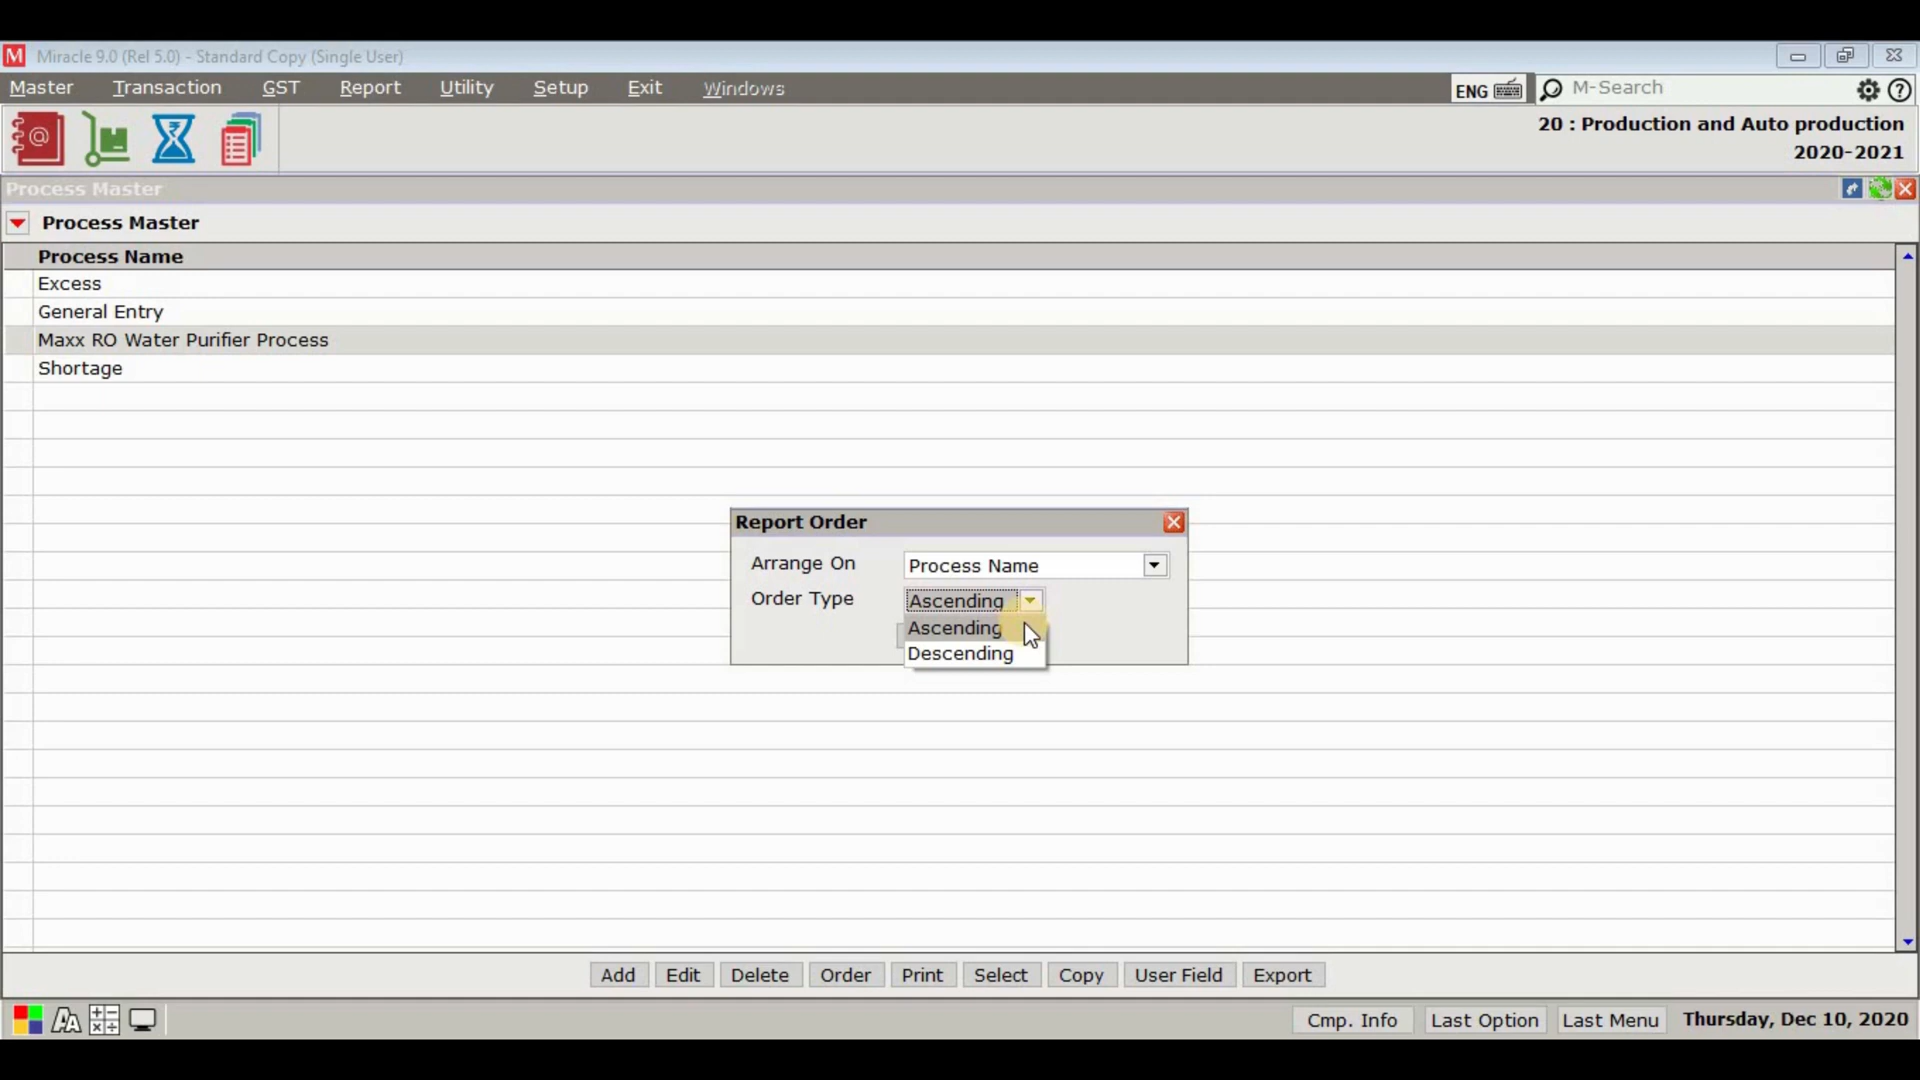 M Miracle 9.0 (Rel 5.0) - Standard Copy (Single User)
Master Transaction GST Report Utility Setup Exit Windows ENG M-Search
20 : Production and Auto production
2020-2021
Process Master
Process Master
Process Name
Excess
General Entry
Maxx RO Water Purifier Process
Shortage
Report Order
Arrange On Process Name
Order Type Ascending
Ascending
Descending
Add Edit Delete Order Print Select Copy User Field Export
Cmp. Info Last Option Last Menu Thursday, Dec 10, 2020